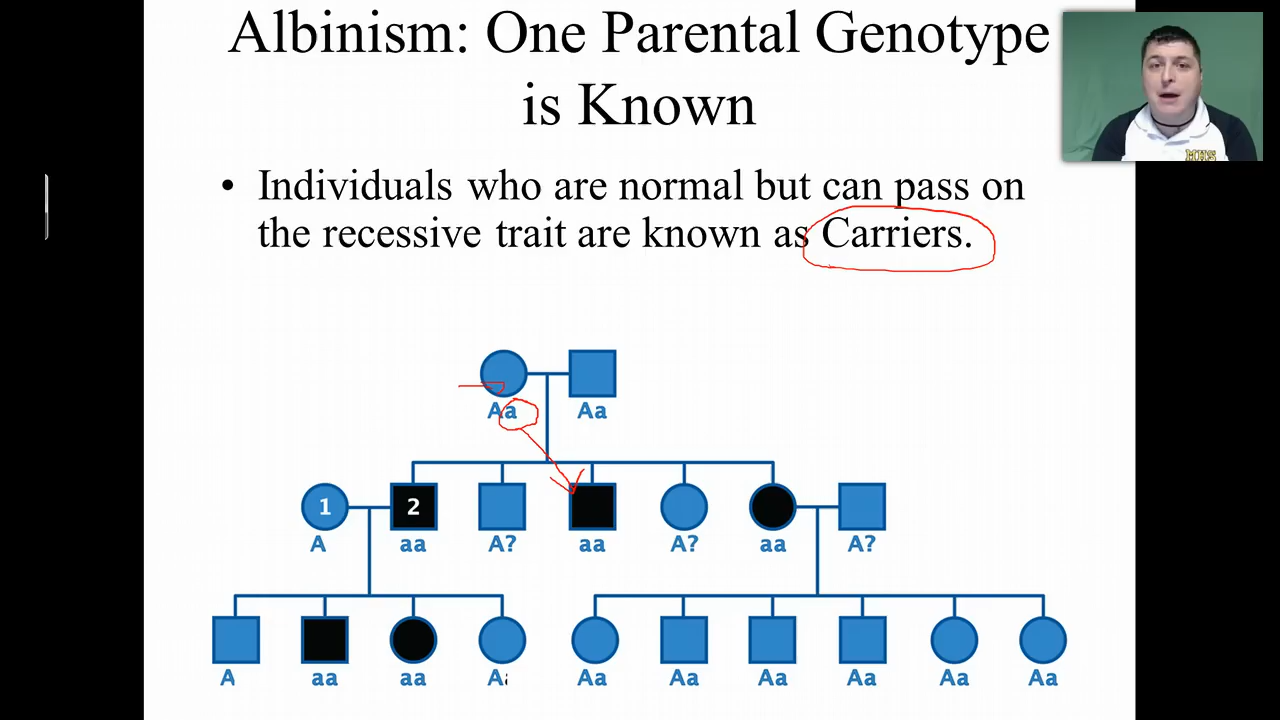 Albinism: One Parental Genotype
is Known
MHS
• Individuals who are normal but can pass on
the recessive trait are known as Carriers.
Aa Aa
1 2
A aa A? aa A? aa A?
A aa aa A Aa Aa Aa Aa Aa Aa